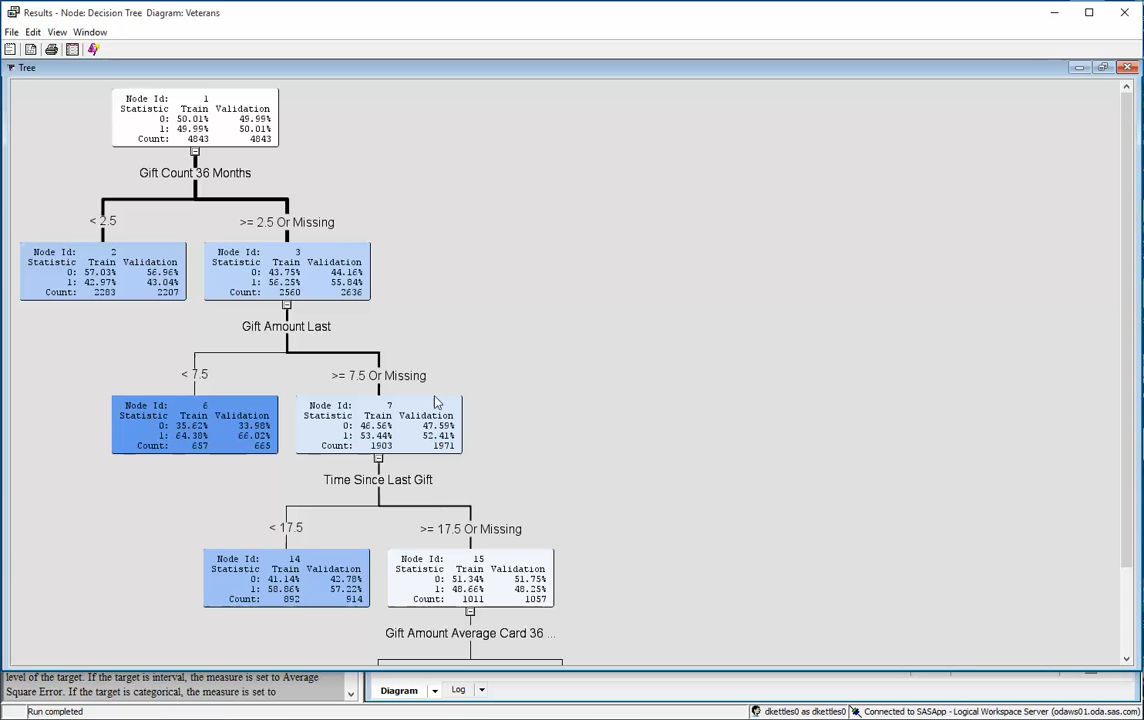 Results - Node: Decision Tree  Diagram: Veterans
File Edit View Window
Tree
Node Id: 1
Statistic Train Validation
0: 50.01% 49.99%
1: 49.99% 50.01%
Count: 4843 4843
Gift Count 36 Months
< 2.5 >= 2.5 Or Missing
Node Id: 2
Statistic Train Validation
0: 57.03% 56.96%
1: 42.97% 43.04%
Count: 2283 2207
Node Id: 3
Statistic Train Validation
0: 43.75% 44.16%
1: 56.25% 55.84%
Count: 2560 2636
Gift Amount Last
< 7.5 >= 7.5 Or Missing
Node Id: 6
Statistic Train Validation
0: 35.62% 33.98%
1: 64.38% 66.02%
Count: 657 665
Node Id: 7
Statistic Train Validation
0: 46.56% 47.59%
1: 53.44% 52.41%
Count: 1903 1971
Time Since Last Gift
< 17.5 >= 17.5 Or Missing
Node Id: 14
Statistic Train Validation
0: 41.14% 42.78%
1: 58.86% 57.22%
Count: 892 914
Node Id: 15
Statistic Train Validation
0: 51.34% 51.75%
1: 48.66% 48.25%
Count: 1011 1057
Gift Amount Average Card 36 ...
level of the target. If the target is interval, the measure is set to Average
Square Error. If the target is categorical, the measure is set to
Diagram Log
Run completed
dkettles0 as dkettles0 Connected to SASApp - Logical Workspace Server (odaws01.oda.sas.com)